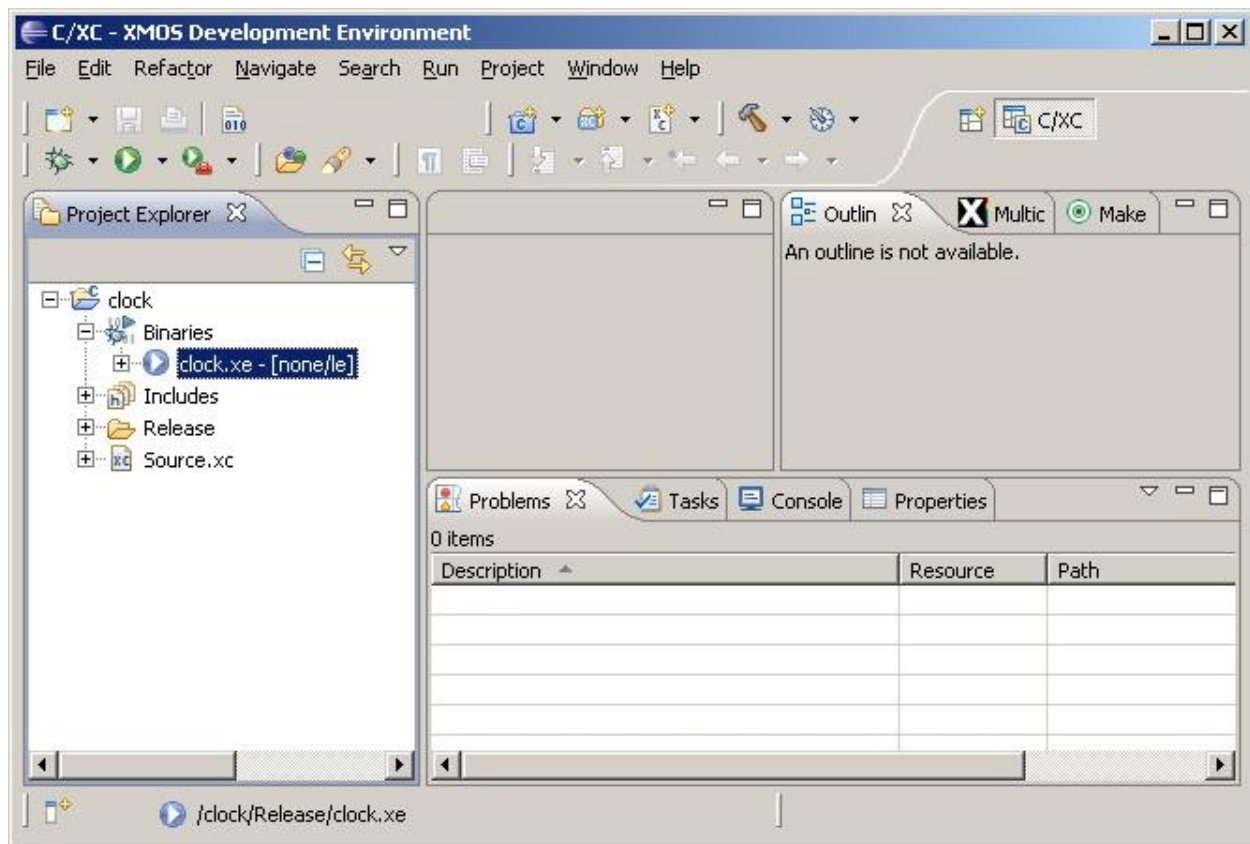 C/XC - XMOS Development Environment
File Edit Refactor Navigate Search Run Project Window Help
010
C/XC
Project Explorer
Outlin Multic Make
An outline is not available.
clock
Binaries
clock.xe - [none/le]
Includes
Release
Source.xc
Problems Tasks Console Properties
0 items
Description Resource Path
/clock/Release/clock.xe